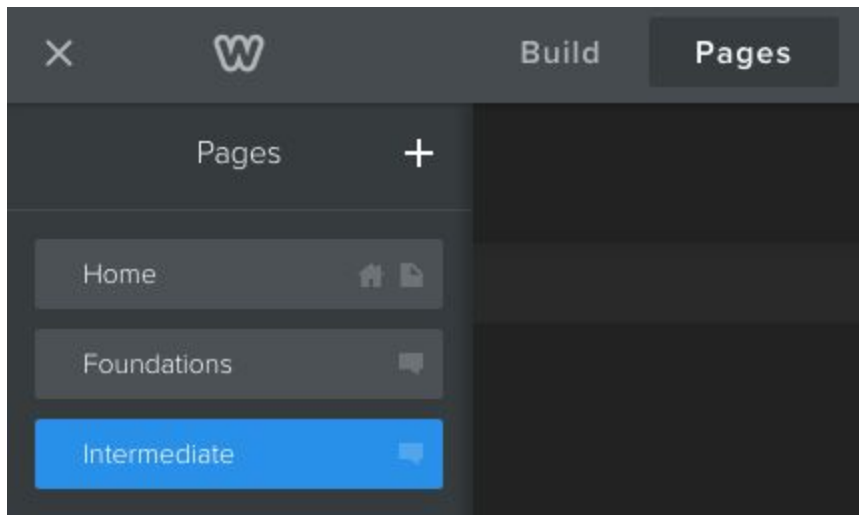 Build Pages
Pages +
Home
Foundations
Intermediate